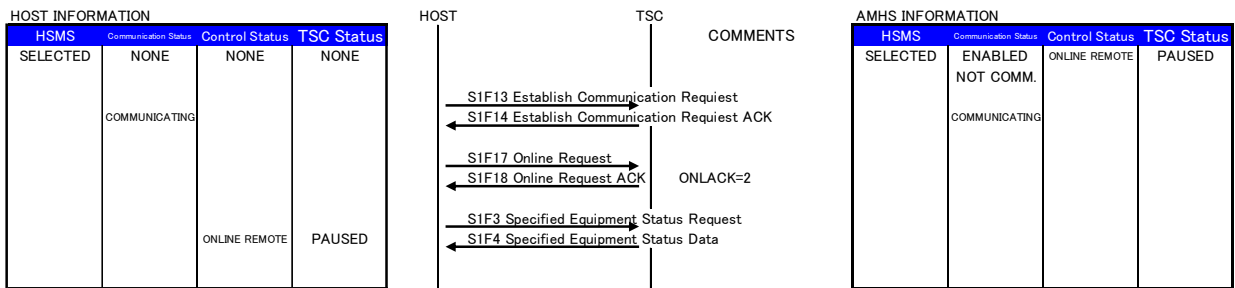 HOST INFORMATION
HSMS Communication Status Control Status TSC Status
SELECTED NONE NONE NONE
COMMUNICATING
ONLINE REMOTE PAUSED
HOST TSC
COMMENTS
S1F13 Establish Communication Requiest
S1F14 Establish Communication Requiest ACK
S1F17 Online Request
S1F18 Online Request ACK ONLACK=2
S1F3 Specified Equipment Status Request
S1F4 Specified Equipment Status Data
AMHS INFORMATION
HSMS Communication Status Control Status TSC Status
SELECTED ENABLED ONLINE REMOTE PAUSED
NOT COMM.
COMMUNICATING